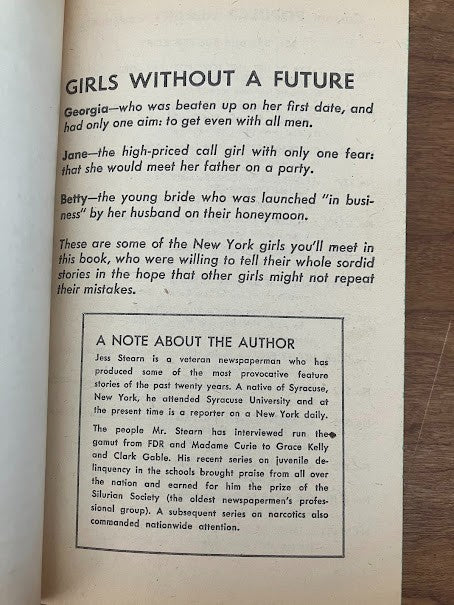 GIRLS WITHOUT A FUTURE
Georgia—who was beaten up on her first date, and
had only one aim: to get even with all men.
Jane—the high-priced call girl with only one fear:
that she would meet her father on a party.
Betty—the young bride who was launched "in busi-
ness" by her husband on their honeymoon.
These are some of the New York girls you'll meet in
this book, who were willing to tell their whole sordid
stories in the hope that other girls might not repeat
their mistakes.
A NOTE ABOUT THE AUTHOR
Jess Stearn is a veteran newspaperman who has
produced some of the most provocative feature
stories of the past twenty years. A native of Syracuse,
New York, he attended Syracuse University and at
the present time is a reporter on a New York daily.
The people Mr. Stearn has interviewed run the
gamut from FDR and Madame Curie to Grace Kelly
and Clark Gable. His recent series on juvenile de-
linquency in the schools brought praise from all over
the nation and earned for him the prize of the
Silurian Society (the oldest newspapermen's profes-
sional group). A subsequent series on narcotics also
commanded nationwide attention.